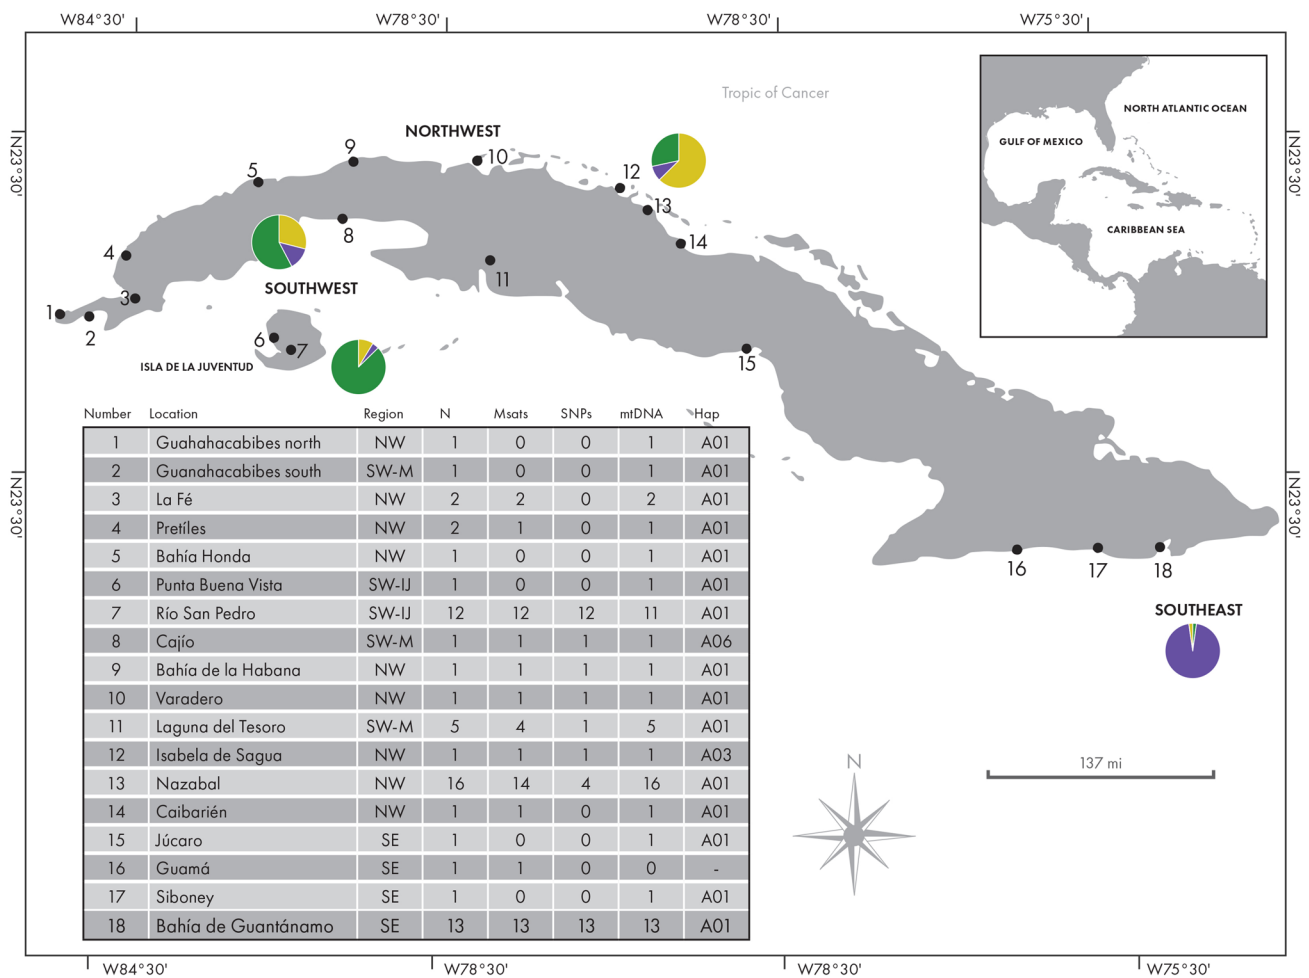 W84°30' W78°30' W78°30' W75°30'
N23°30' N23°30'
Tropic of Cancer
NORTH ATLANTIC OCEAN
GULF OF MEXICO
CARIBBEAN SEA
NORTHWEST
9
10
5
12
13
8
14
4
11
SOUTHWEST
3
1
2
6
7
15
ISLA DE LA JUVENTUD
N23°30' N23°30'
16 17 18
SOUTHEAST
Number Location Region N Msats SNPs mtDNA Hap
1 Guahahacabibes north NW 1 0 0 1 A01
2 Guanahacabibes south SW-M 1 0 0 1 A01
3 La Fé NW 2 2 0 2 A01
4 Pretíles NW 2 1 0 1 A01
5 Bahía Honda NW 1 0 0 1 A01
6 Punta Buena Vista SW-IJ 1 0 0 1 A01
7 Río San Pedro SW-IJ 12 12 12 11 A01
8 Cajío SW-M 1 1 1 1 A06
9 Bahía de la Habana NW 1 1 1 1 A01
10 Varadero NW 1 1 1 1 A01
11 Laguna del Tesoro SW-M 5 4 1 5 A01
12 Isabela de Sagua NW 1 1 1 1 A03
13 Nazabal NW 16 14 4 16 A01
14 Caibarién NW 1 1 0 1 A01
15 Júcaro SE 1 0 0 1 A01
16 Guamá SE 1 1 0 0 -
17 Siboney SE 1 0 0 1 A01
18 Bahía de Guantánamo SE 13 13 13 13 A01
N
137 mi
W84°30' W78°30' W78°30' W75°30'